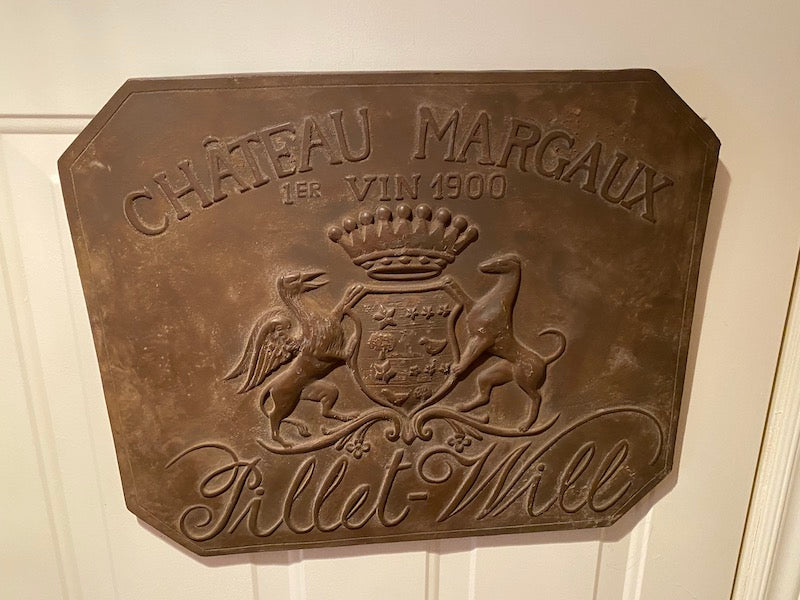 CHÂTEAU MARGAUX
1ER VIN 1900
Pillet-Will